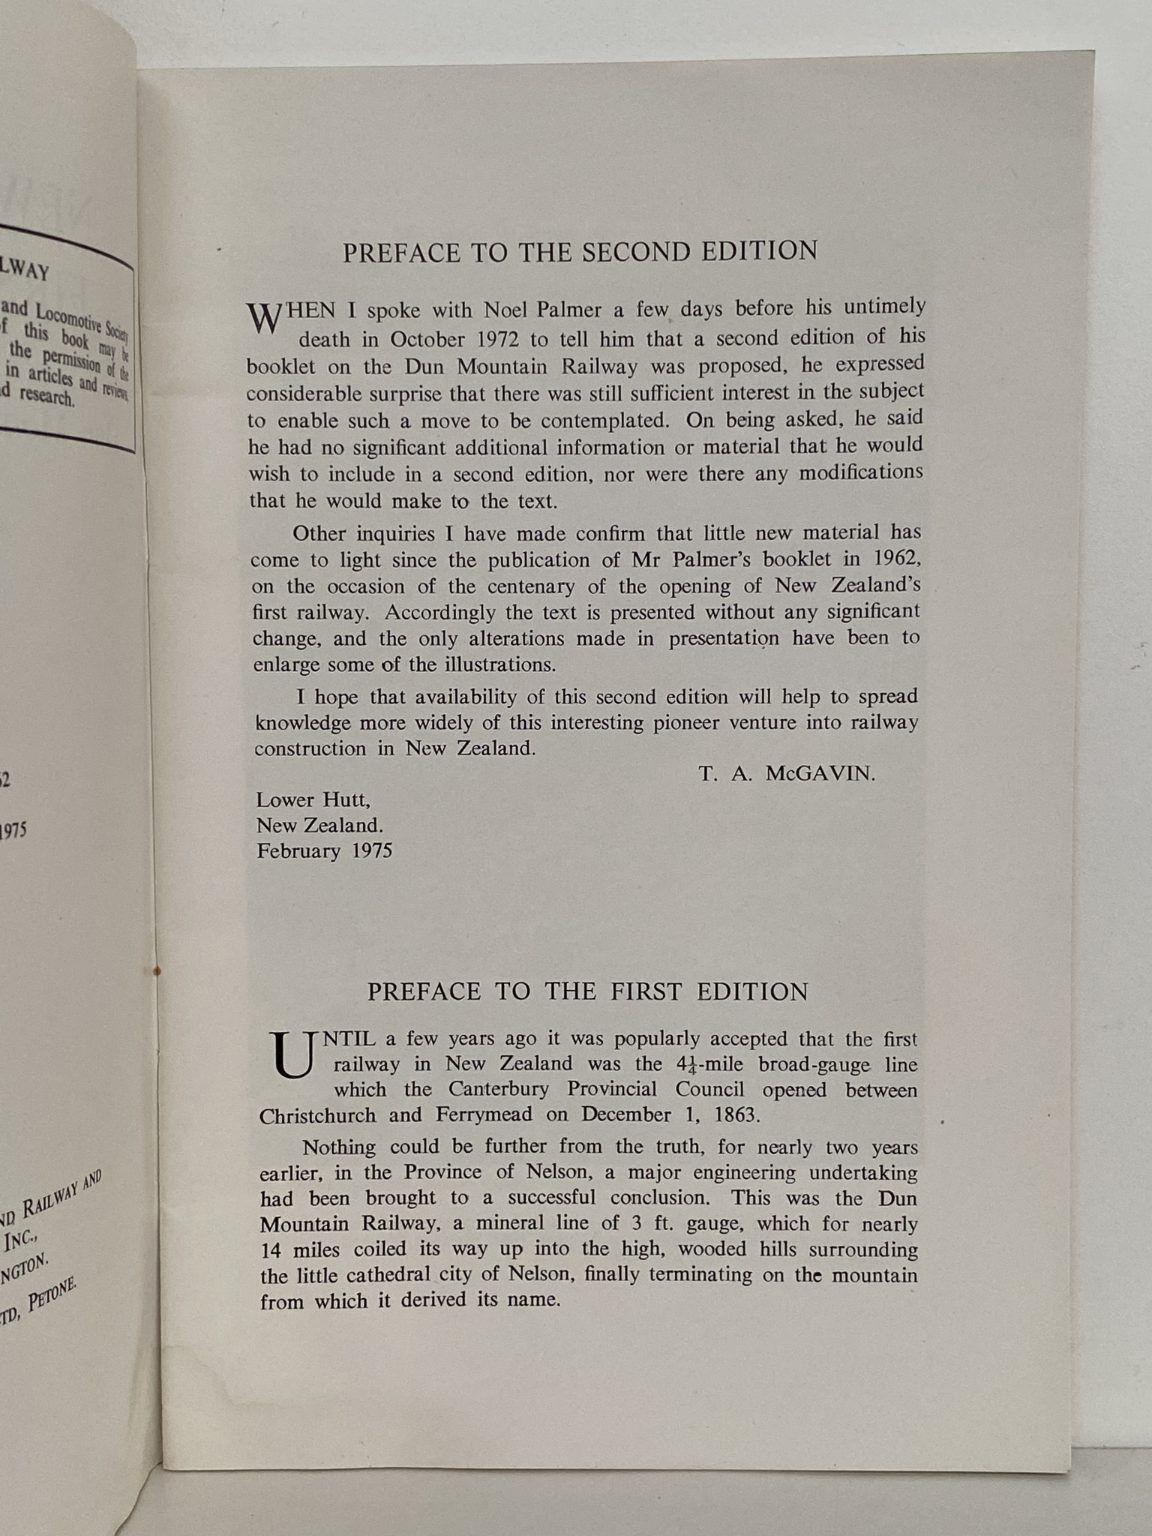 LWAY
and Locomotive Society
f this book may be
the permission of the
in articles and reviews,
d research.
62
1975
ND RAILWAY AND
INC.,
NGTON.
TD, PETONE.
PREFACE TO THE SECOND EDITION
WHEN I spoke with Noel Palmer a few days before his untimely
death in October 1972 to tell him that a second edition of his
booklet on the Dun Mountain Railway was proposed, he expressed
considerable surprise that there was still sufficient interest in the subject
to enable such a move to be contemplated. On being asked, he said
he had no significant additional information or material that he would
wish to include in a second edition, nor were there any modifications
that he would make to the text.
Other inquiries I have made confirm that little new material has
come to light since the publication of Mr Palmer's booklet in 1962,
on the occasion of the centenary of the opening of New Zealand's
first railway. Accordingly the text is presented without any significant
change, and the only alterations made in presentation have been to
enlarge some of the illustrations.
I hope that availability of this second edition will help to spread
knowledge more widely of this interesting pioneer venture into railway
construction in New Zealand.
T. A. McGAVIN.
Lower Hutt,
New Zealand.
February 1975
PREFACE TO THE FIRST EDITION
UNTIL a few years ago it was popularly accepted that the first
railway in New Zealand was the 4¼-mile broad-gauge line
which the Canterbury Provincial Council opened between
Christchurch and Ferrymead on December 1, 1863.
Nothing could be further from the truth, for nearly two years
earlier, in the Province of Nelson, a major engineering undertaking
had been brought to a successful conclusion. This was the Dun
Mountain Railway, a mineral line of 3 ft. gauge, which for nearly
14 miles coiled its way up into the high, wooded hills surrounding
the little cathedral city of Nelson, finally terminating on the mountain
from which it derived its name.